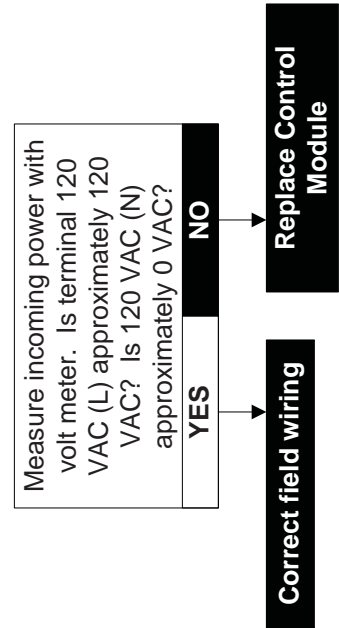 Measure incoming power with
volt meter.  Is terminal 120
VAC (L) approximately 120
VAC?  Is 120 VAC (N)
approximately 0 VAC?
YES
NO
Correct field wiring
Replace Control
Module